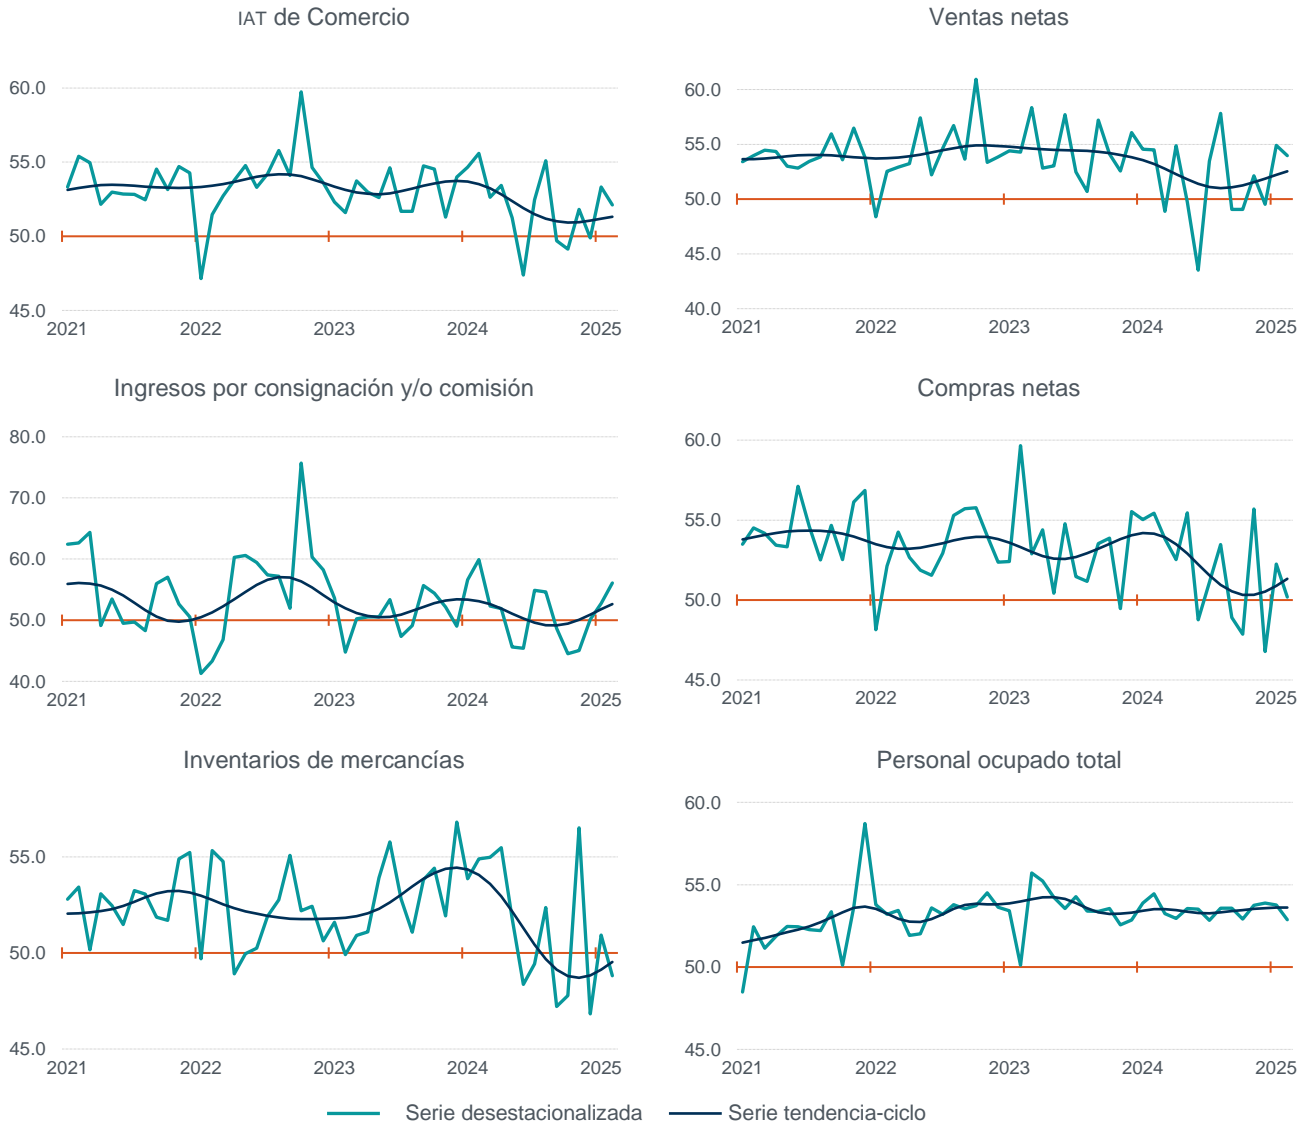 IAT de Comercio
60.0
55.0
50.0
45.0
2021 2022 2023 2024 2025
Ventas netas
60.0
55.0
50.0
45.0
40.0
2021 2022 2023 2024 2025
Ingresos por consignación y/o comisión
80.0
70.0
60.0
50.0
40.0
2021 2022 2023 2024 2025
Compras netas
60.0
55.0
50.0
45.0
2021 2022 2023 2024 2025
Inventarios de mercancías
55.0
50.0
45.0
2021 2022 2023 2024 2025
Personal ocupado total
60.0
55.0
50.0
45.0
2021 2022 2023 2024 2025
Serie desestacionalizada Serie tendencia-ciclo